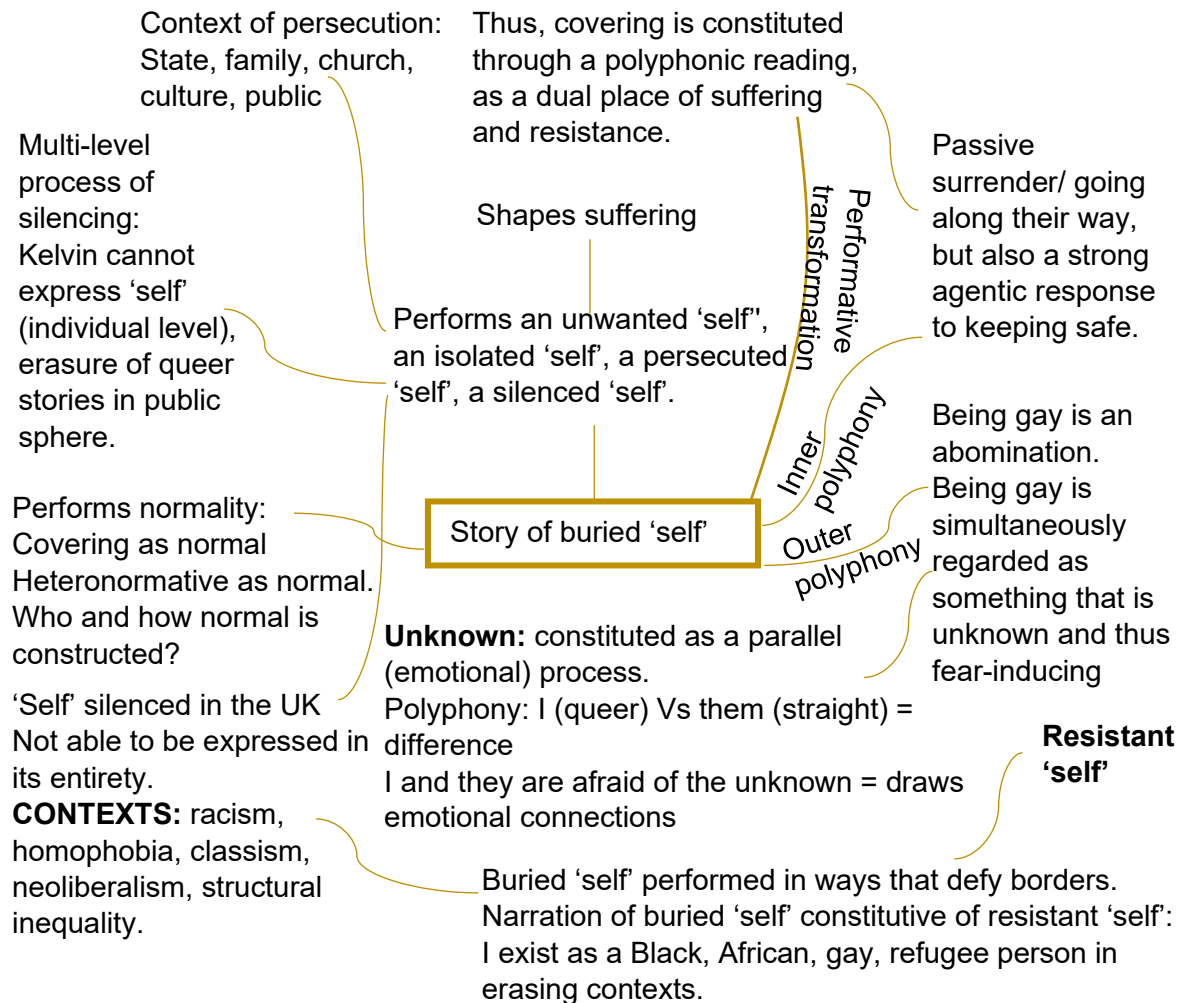 Context of persecution:
State, family, church,
culture, public
Thus, covering is constituted
through a polyphonic reading,
as a dual place of suffering
and resistance.
Multi-level
process of
silencing:
Kelvin cannot
express ‘self’
(individual level),
erasure of queer
stories in public
sphere.
Shapes suffering
Performative
transformation
Passive
surrender/ going
along their way,
but also a strong
agentic response
to keeping safe.
Performs an unwanted ‘self",
an isolated ‘self’, a persecuted
‘self’, a silenced ‘self’.
Inner
polyphony
Being gay is an
abomination.
Being gay is
simultaneously
regarded as
something that is
unknown and thus
fear-inducing
Performs normality:
Covering as normal
Heteronormative as normal.
Who and how normal is
constructed?
Story of buried ‘self’
Outer
polyphony
Unknown: constituted as a parallel
(emotional) process.
Polyphony: I (queer) Vs them (straight) =
difference
I and they are afraid of the unknown = draws
emotional connections
‘Self’ silenced in the UK
Not able to be expressed in
its entirety.
CONTEXTS: racism,
homophobia, classism,
neoliberalism, structural
inequality.
Resistant
‘self’
Buried ‘self’ performed in ways that defy borders.
Narration of buried ‘self’ constitutive of resistant ‘self’:
I exist as a Black, African, gay, refugee person in
erasing contexts.